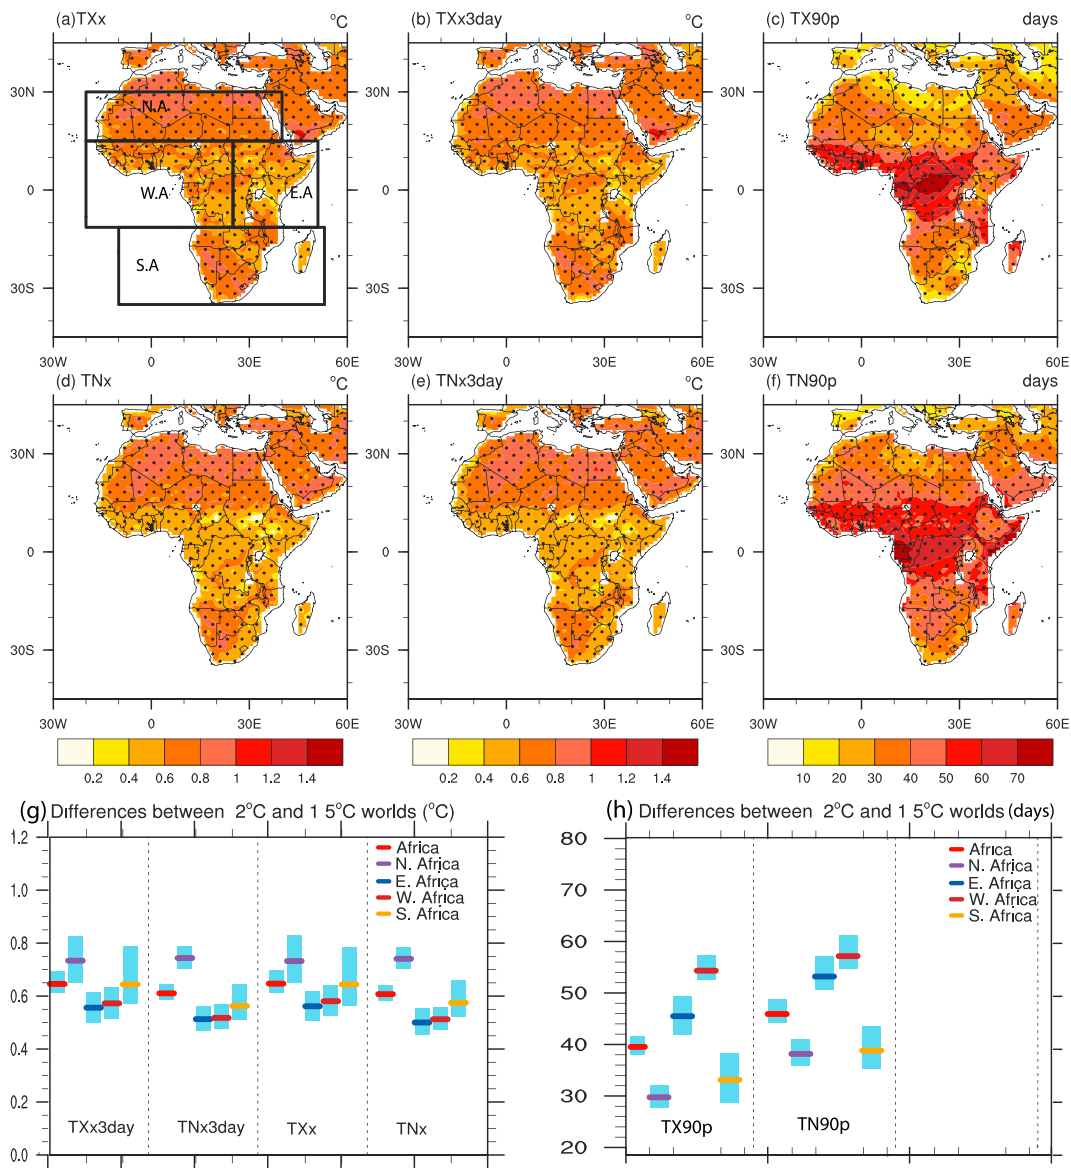 (a)TXx °C (b) TXx3day °C (c) TX90p days
30N 30N 30N
0 0 0
30S 30S 30S
N.A
W.A E.A
S.A
30W 0 30E 60E 30W 0 30E 60E 30W 0 30E 60E
(d) TNx °C (e) TNx3day °C (f) TN90p days
30N 30N 30N
0 0 0
30S 30S 30S
30W 0 30E 60E 30W 0 30E 60E 30W 0 30E 60E
0.2 0.4 0.6 0.8 1 1.2 1.4 0.2 0.4 0.6 0.8 1 1.2 1.4 10 20 30 40 50 60 70
(g) Differences between 2°C and 1 5°C worlds (°C)
1.2
1.0
0.8
0.6
0.4
0.2
0.0
Africa
N. Africa
E. Africa
W. Africa
S. Africa
TXx3day TNx3day TXx TNx
(h) Differences between 2°C and 1 5°C worlds (days)
80
70
60
50
40
30
20
Africa
N. Africa
E. Africa
W. Africa
S. Africa
TX90p TN90p